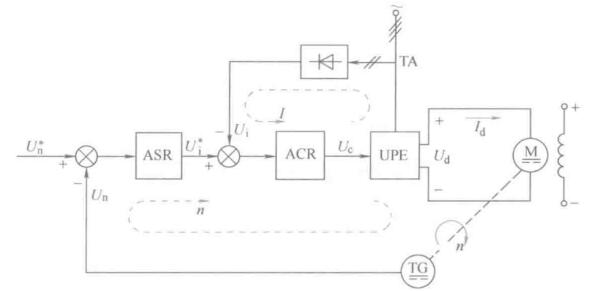 ~
TA
− U_i
I
U_n^* + −
ASR
U_i^* +
ACR
U_c
UPE
+ U_d −
I_d
M
+ −
U_n
n
n
TG